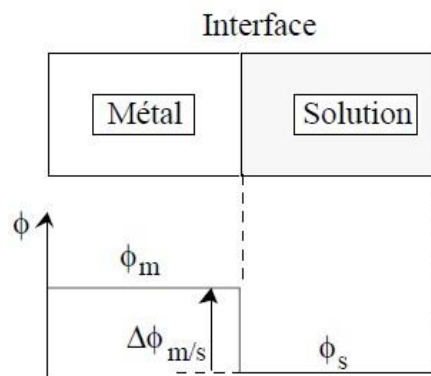 Interface
Métal
Solution
ϕ
ϕm
Δϕm/s
ϕs